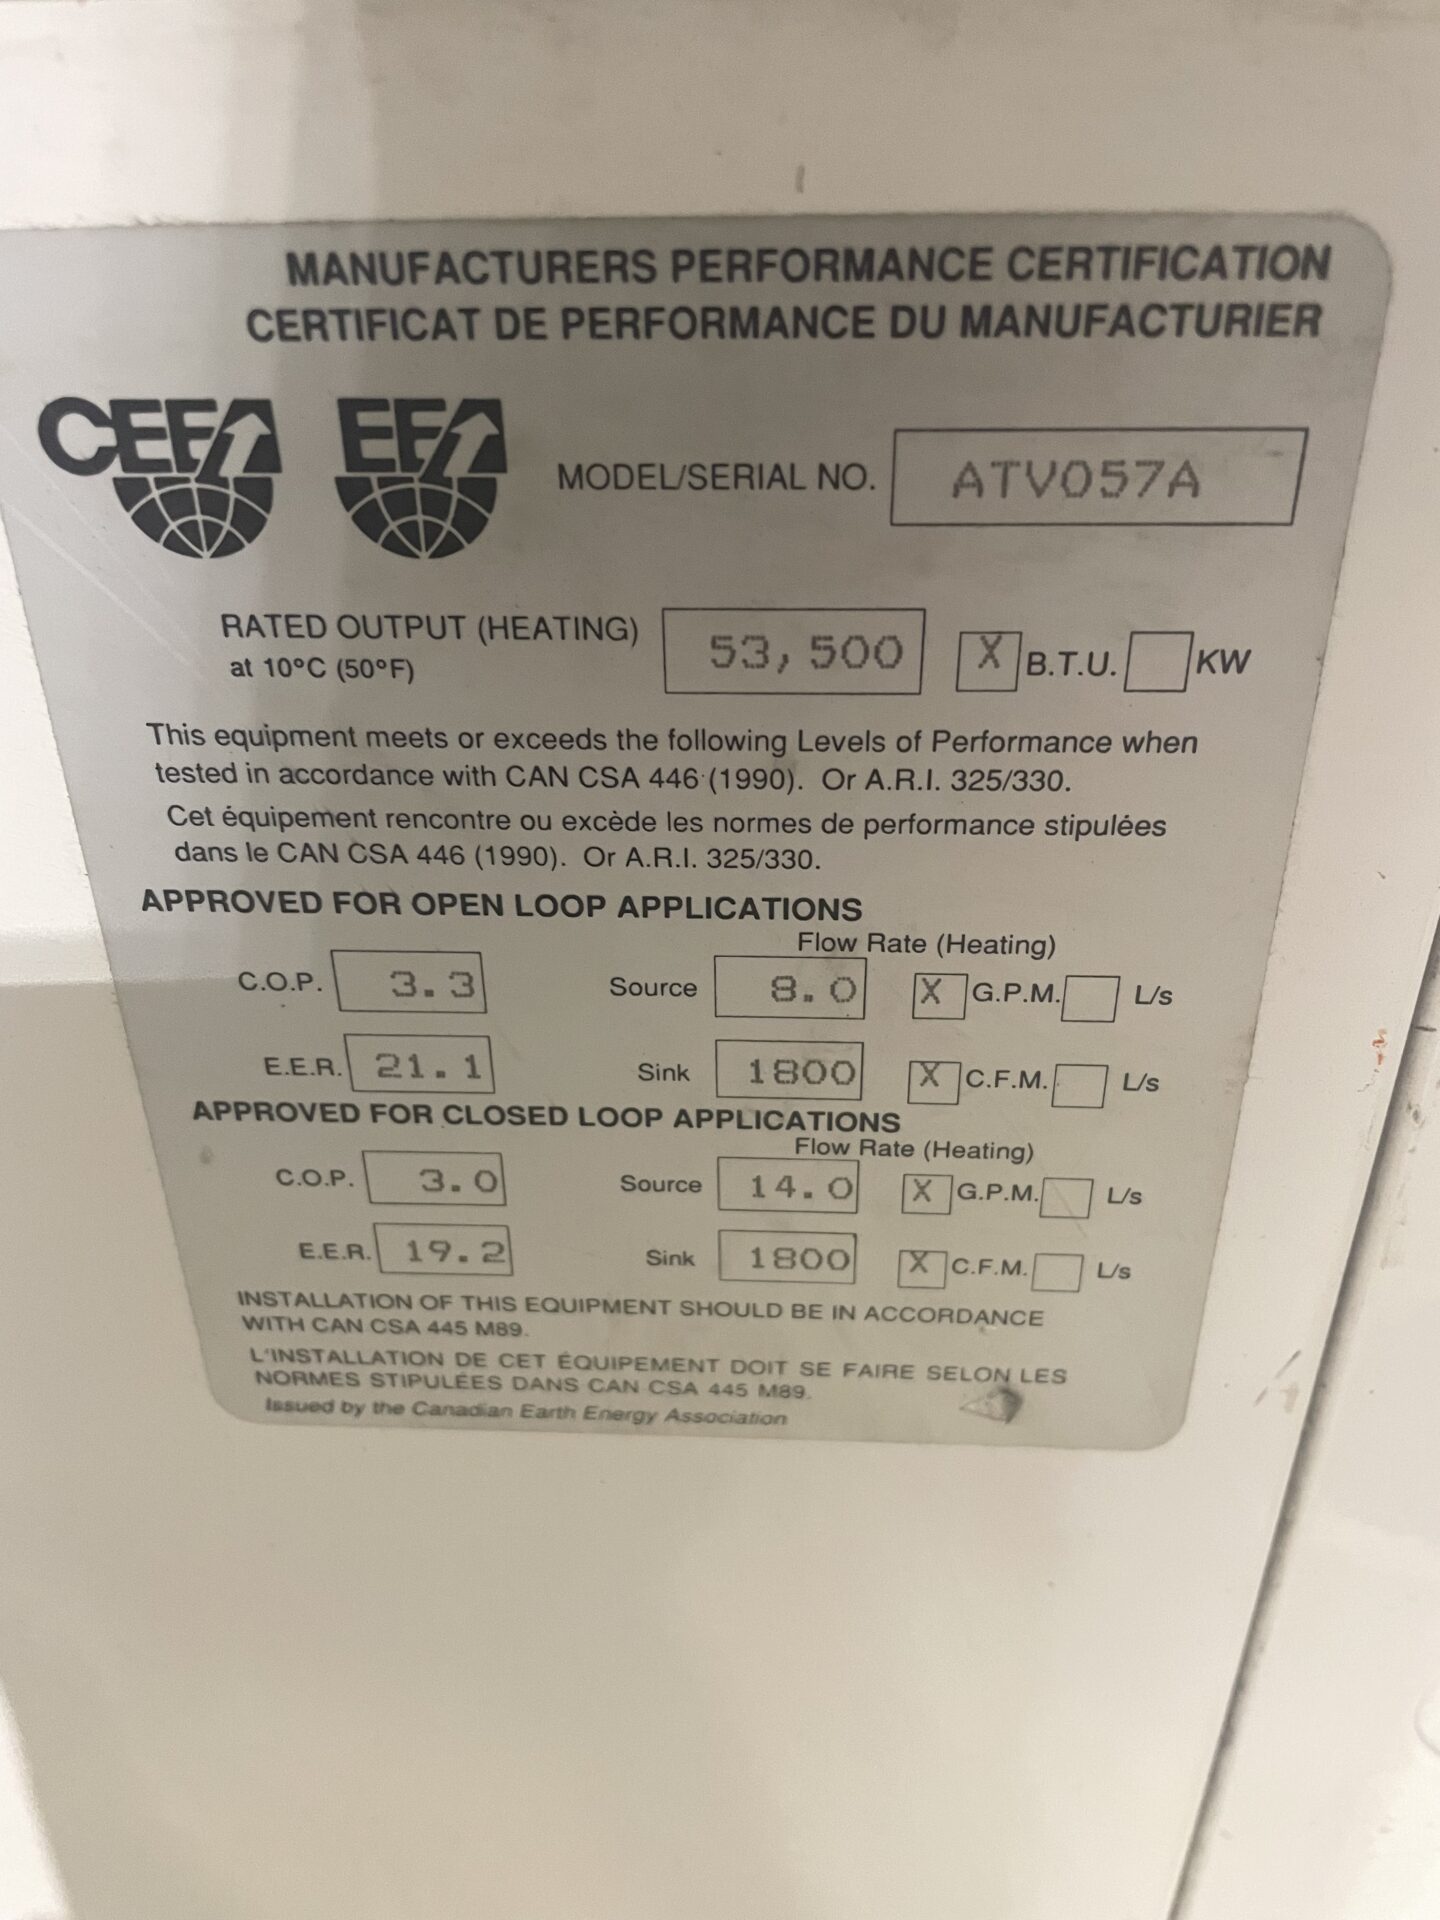 MANUFACTURERS PERFORMANCE CERTIFICATION
CERTIFICAT DE PERFORMANCE DU MANUFACTURIER
CEEA EEA
MODEL/SERIAL NO. ATV057A
RATED OUTPUT (HEATING) 53,500 X B.T.U. KW
at 10°C (50°F)
This equipment meets or exceeds the following Levels of Performance when
tested in accordance with CAN CSA 446 (1990). Or A.R.I. 325/330.
Cet équipement rencontre ou excède les normes de performance stipulées
dans le CAN CSA 446 (1990). Or A.R.I. 325/330.
APPROVED FOR OPEN LOOP APPLICATIONS
Flow Rate (Heating)
C.O.P. 3.3 Source 8.0 X G.P.M. L/s
E.E.R. 21.1 Sink 1800 X C.F.M. L/s
APPROVED FOR CLOSED LOOP APPLICATIONS
Flow Rate (Heating)
C.O.P. 3.0 Source 14.0 X G.P.M. L/s
E.E.R. 19.2 Sink 1800 X C.F.M. L/s
INSTALLATION OF THIS EQUIPMENT SHOULD BE IN ACCORDANCE
WITH CAN CSA 445 M89.
L'INSTALLATION DE CET ÉQUIPEMENT DOIT SE FAIRE SELON LES
NORMES STIPULÉES DANS CAN CSA 445 M89.
Issued by the Canadian Earth Energy Association